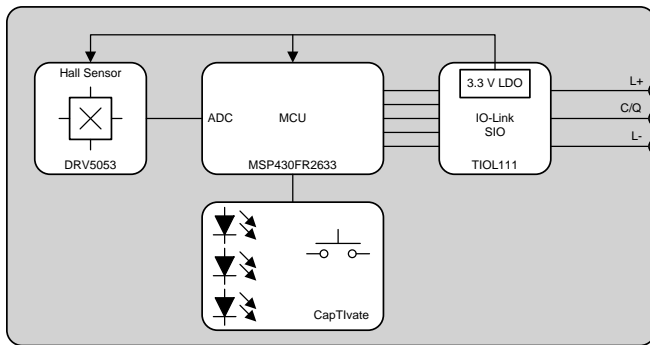 Hall Sensor
DRV5053
ADC
MCU
MSP430FR2633
3.3 V LDO
IO-Link
SIO
TIOL111
L+
C/Q
L-
CapTIvate